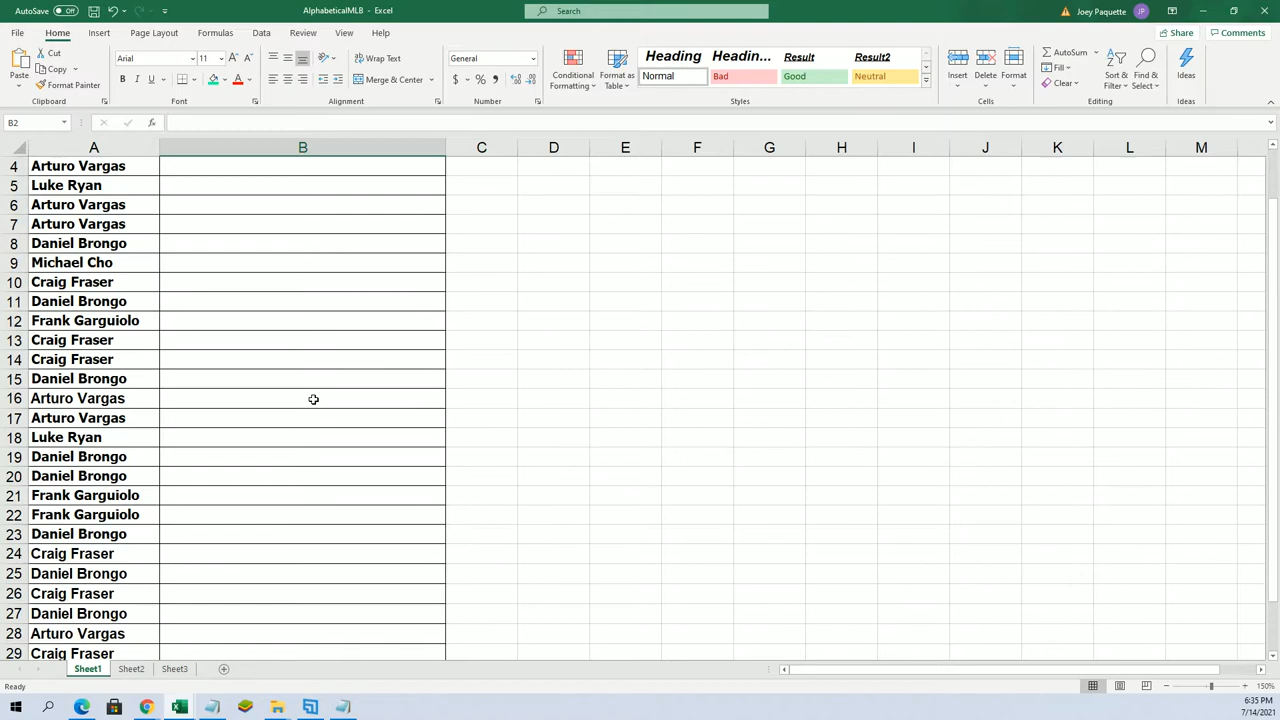 AutoSave Off AlphabeticalMLB - Excel Search Joey Paquette JP
File Home Insert Page Layout Formulas Data Review View Help Share Comments
Paste Cut Copy Format Painter Clipboard
Arial 11 A A B I U A Font
Wrap Text Merge & Center Alignment
General $ % , Number
Conditional Formatting Format as Table
Heading Headin... Result Result2
Normal Bad Good Neutral
Styles
Insert Delete Format Cells
AutoSum Fill Clear Sort & Filter Find & Select Editing
Ideas Ideas
B2 fx
A B C D E F G H I J K L M
4 Arturo Vargas
5 Luke Ryan
6 Arturo Vargas
7 Arturo Vargas
8 Daniel Brongo
9 Michael Cho
10 Craig Fraser
11 Daniel Brongo
12 Frank Garguiolo
13 Craig Fraser
14 Craig Fraser
15 Daniel Brongo
16 Arturo Vargas
17 Arturo Vargas
18 Luke Ryan
19 Daniel Brongo
20 Daniel Brongo
21 Frank Garguiolo
22 Frank Garguiolo
23 Daniel Brongo
24 Craig Fraser
25 Daniel Brongo
26 Craig Fraser
27 Daniel Brongo
28 Arturo Vargas
29 Craig Fraser
Sheet1 Sheet2 Sheet3
Ready 150%
6:35 PM
7/14/2021